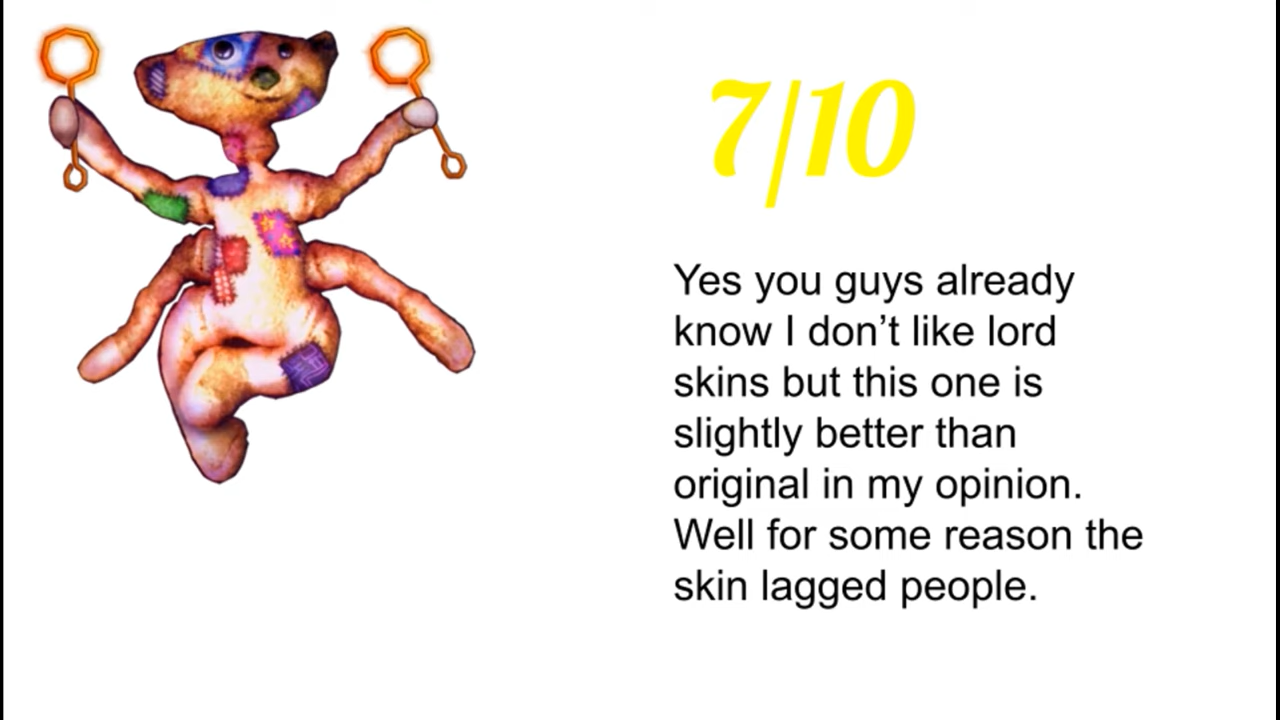 7/10
Yes you guys already
know I don’t like lord
skins but this one is
slightly better than
original in my opinion.
Well for some reason the
skin lagged people.